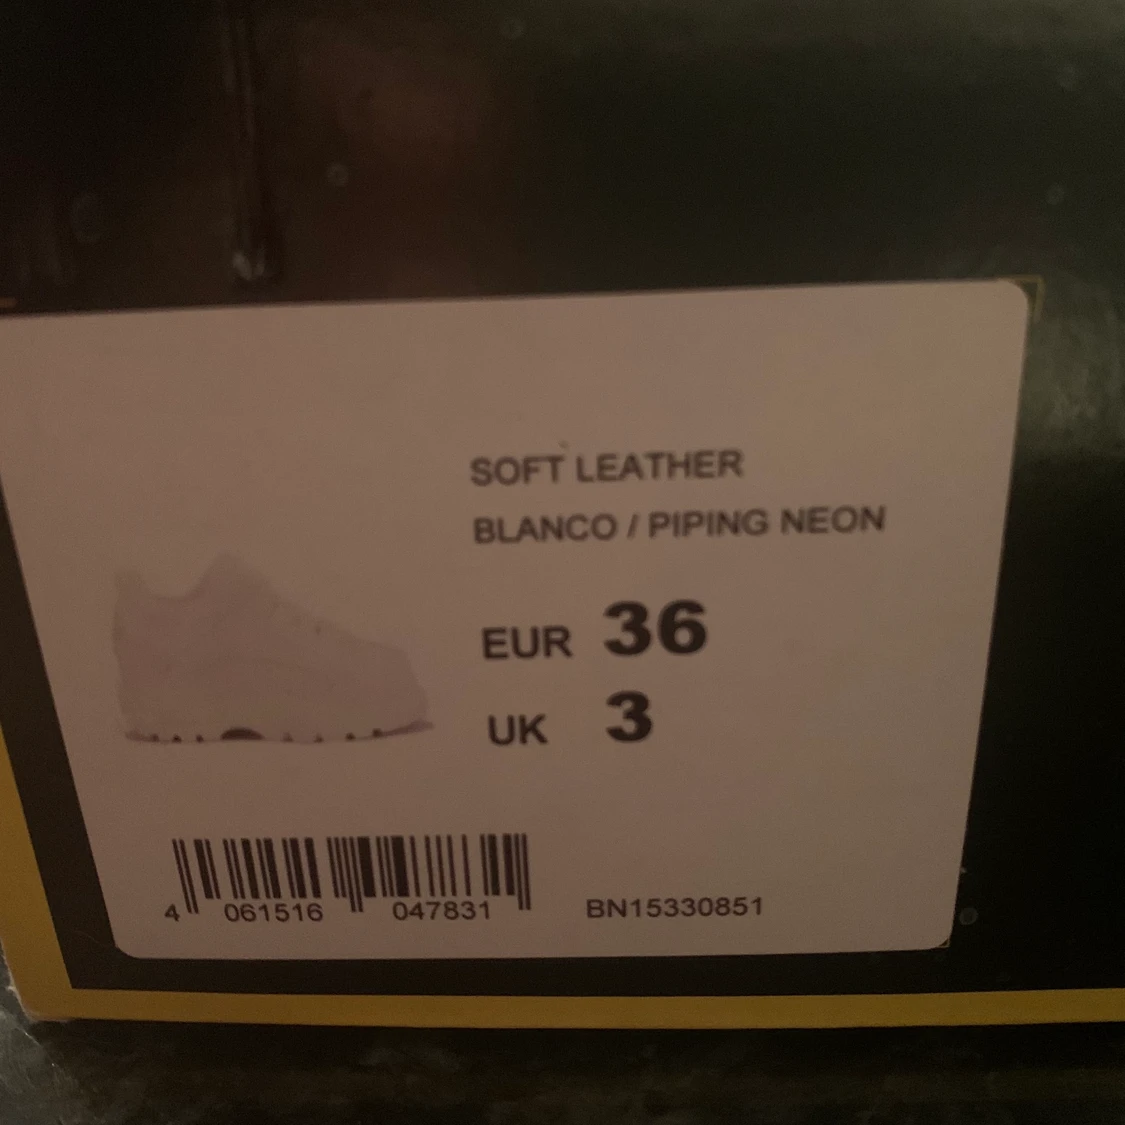 SOFT LEATHER
BLANCO / PIPING NEON
EUR 36
UK 3
4 061516 047831
BN15330851